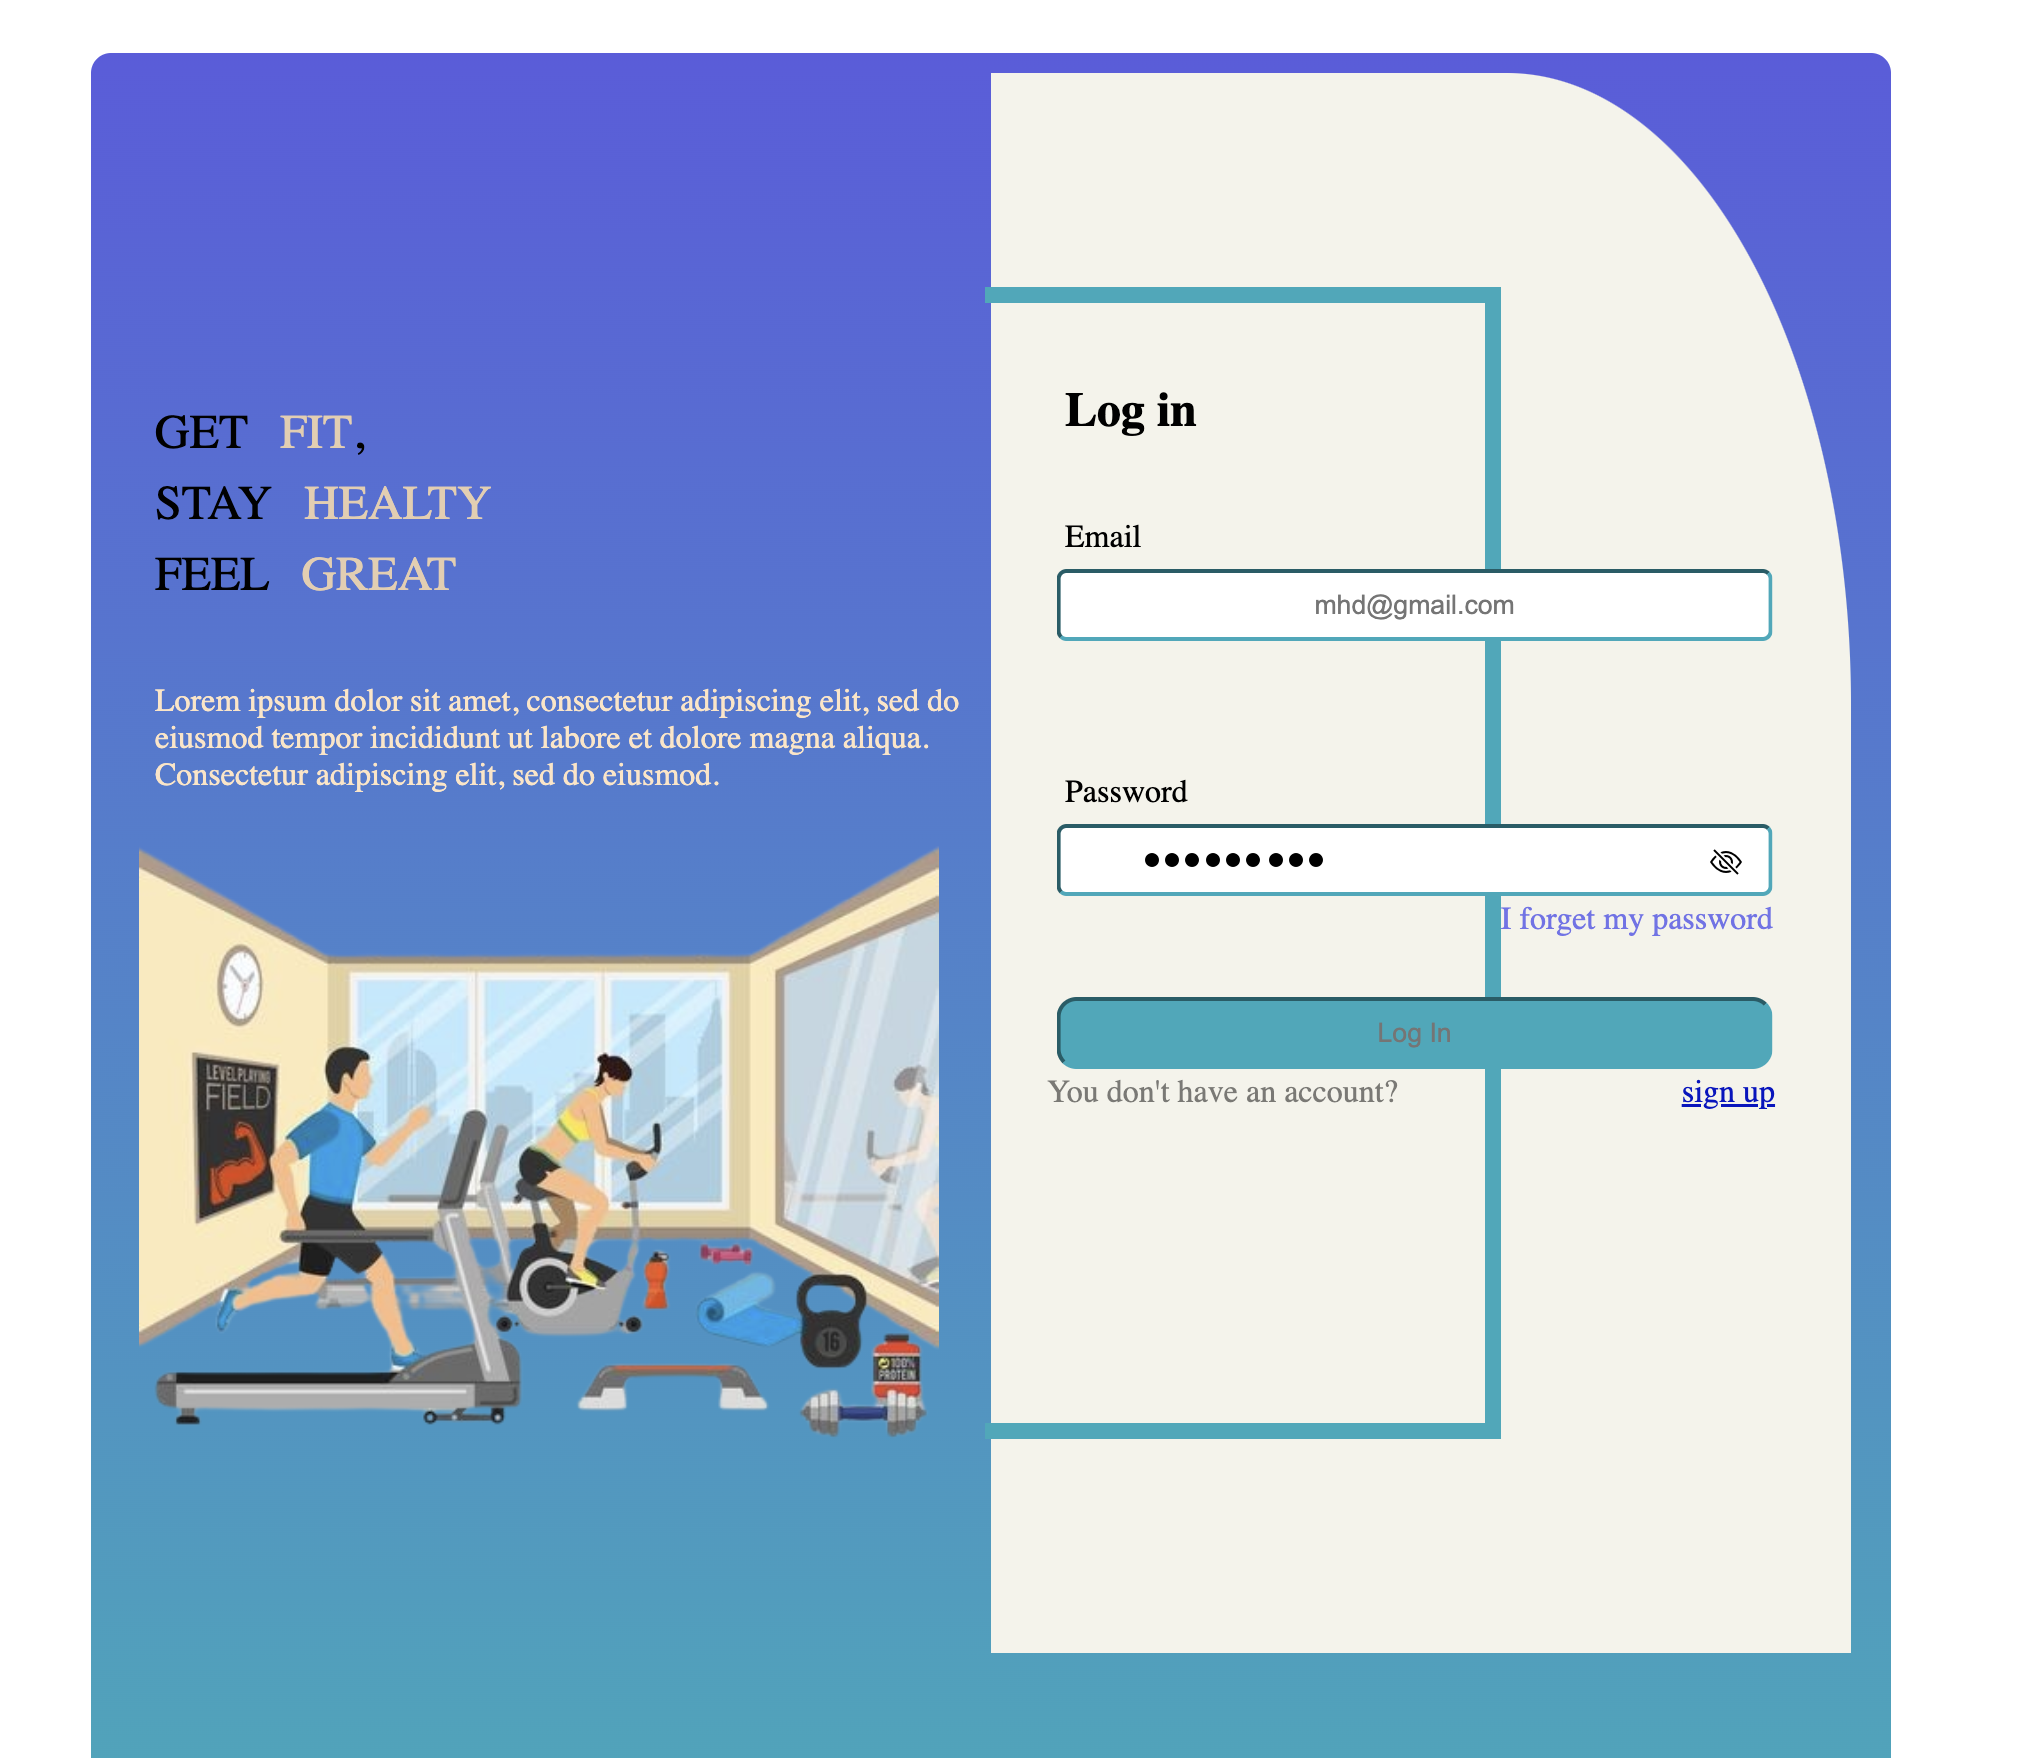 GET FIT,
STAY HEALTY
FEEL GREAT
Lorem ipsum dolor sit amet, consectetur adipiscing elit, sed do
eiusmod tempor incididunt ut labore et dolore magna aliqua.
Consectetur adipiscing elit, sed do eiusmod.
LEVEL PLAYING
FIELD
16
100%
PROTEIN
Log in
Email
mhd@gmail.com
Password
I forget my password
Log In
You don't have an account? sign up